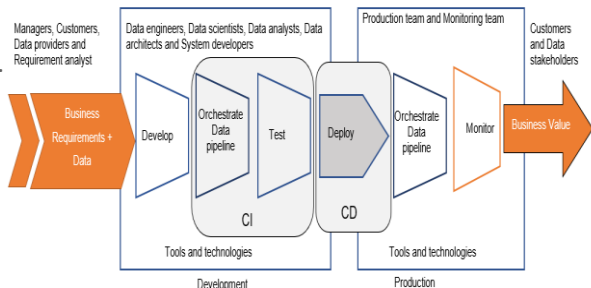 Managers, Customers,
Data providers and
Requirement analyst
Data engineers, Data scientists, Data analysts, Data
architects and System developers
Production team and Monitoring team
Customers
and Data
stakeholders
Business
Requirements +
Data
Develop
Orchestrate
Data
pipeline
Test
Deploy
Orchestrate
Data
pipeline
Monitor
Business Value
CI
CD
Tools and technologies
Tools and technologies
Development
Production